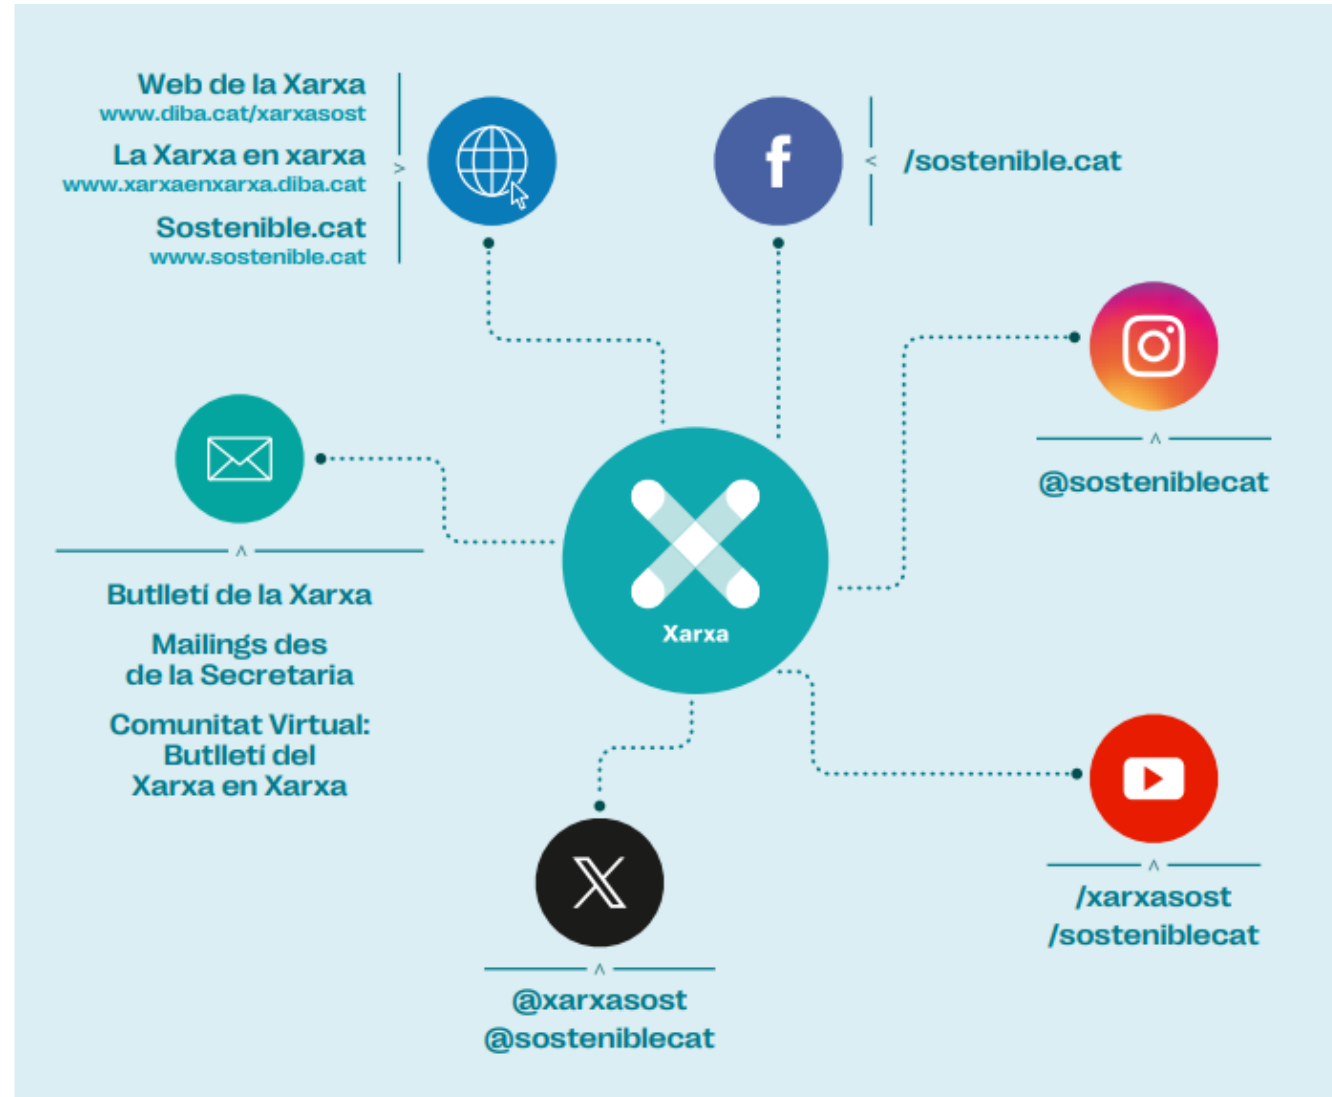 Web de la Xarxa
www.diba.cat/xarxasost
La Xarxa en xarxa
www.xarxaenxarxa.diba.cat
Sostenible.cat
www.sostenible.cat
/sostenible.cat
@sosteniblecat
Butlletí de la Xarxa
Mailings des
de la Secretaria
Comunitat Virtual:
Butlletí del
Xarxa en Xarxa
Xarxa
/xarxasost
/sosteniblecat
@xarxasost
@sosteniblecat